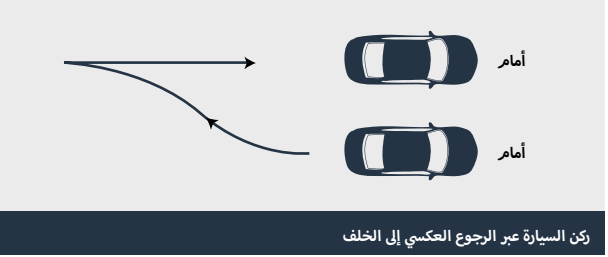 أمام
أمام
ركن السيارة عبر الرجوع العكسي إلى الخلف